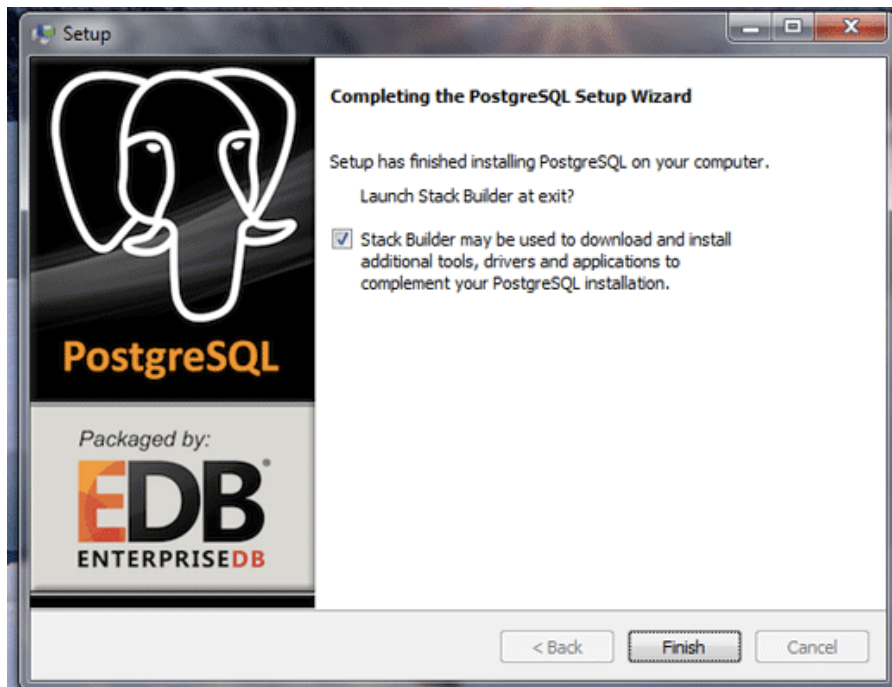 Setup
PostgreSQL
Packaged by:
EDB
ENTERPRISEDB
Completing the PostgreSQL Setup Wizard
Setup has finished installing PostgreSQL on your computer.
Launch Stack Builder at exit?
Stack Builder may be used to download and install
additional tools, drivers and applications to
complement your PostgreSQL installation.
< Back
Finish
Cancel